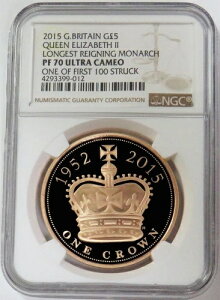 2015 G.BRITAIN G£5
QUEEN ELIZABETH II
LONGEST REIGNING MONARCH
PF 70 ULTRA CAMEO
ONE OF FIRST 100 STRUCK
4293399-012
NGC
NUMISMATIC GUARANTY CORPORATION
1952 2015
ONE CROWN